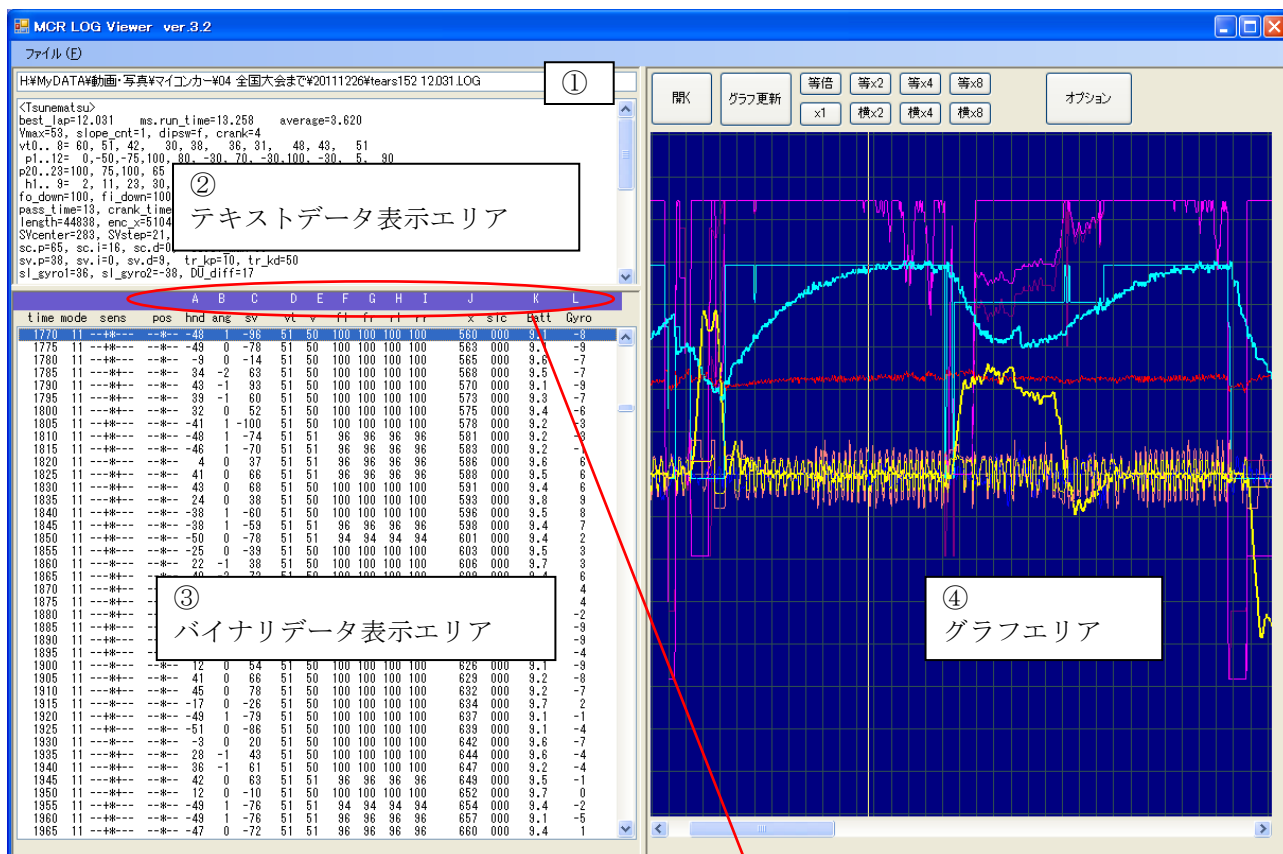 MCR LOG Viewer ver.3.2
ファイル(F)
H:¥MyDATA¥動画・写真¥マイコンカー¥04 全国大会まで¥20111226¥tears152 12.031.LOG
①
<Tsunematsu>
best_lap=12.031 ms.run_time=13.258 average=3.620
Vmax=53, slope_cnt=1, dipsw=f, crank=4
vt0.. 8= 60, 51, 42, 30, 38, 36, 31, 48, 43, 51
p1..12= 0,-50,-75,100, 80, -30, 70, -30,100, -30, 5, 90
p20..23=100, 75,100, 65
h1.. 9= 2, 11, 23, 30,
fo_down=100, fi_down=100
pass_time=13, crank_time
length=44838, enc_x=5104
SVcenter=283, SVstep=21,
sc.p=65, sc.i=16, sc.d=0
sv.p=38, sv.i=0, sv.d=9, tr_kp=10, tr_kd=50
sl_gyro1=36, sl_gyro2=-38, DU_diff=17
②
テキストデータ表示エリア
A B C D E F G H I J K L
time mode sens pos hnd ang sv vt v fl fr rl rr x slc Batt Gyro
1770 11 --+*--- --*-- -48 1 -96 51 50 100 100 100 100 560 000 9.1 -8
1775 11 --+*--- --*-- -49 0 -78 51 50 100 100 100 100 563 000 9.1 -9
1780 11 ---*--- --*-- -9 0 -14 51 50 100 100 100 100 565 000 9.6 -7
1785 11 ---*+-- --*-- 34 -2 63 51 50 100 100 100 100 568 000 9.5 -7
1790 11 ---*+-- --*-- 43 -1 93 51 50 100 100 100 100 570 000 9.1 -9
1795 11 ---*+-- --*-- 39 -1 60 51 50 100 100 100 100 573 000 9.3 -7
1800 11 ---*+-- --*-- 32 0 52 51 50 100 100 100 100 575 000 9.4 -6
1805 11 --+*--- --*-- -41 1 -100 51 50 100 100 100 100 578 000 9.2 -3
1810 11 --+*--- --*-- -48 1 -74 51 51 96 96 96 96 581 000 9.2 -3
1815 11 --+*--- --*-- -46 1 -70 51 51 96 96 96 96 583 000 9.2 -1
1820 11 ---*--- --*-- 4 0 37 51 51 96 96 96 96 586 000 9.6 6
1825 11 ---*+-- --*-- 41 0 66 51 51 96 96 96 96 588 000 9.5 6
1830 11 ---*+-- --*-- 43 0 68 51 50 100 100 100 100 591 000 9.4 6
1835 11 ---*+-- --*-- 24 0 38 51 50 100 100 100 100 593 000 9.8 9
1840 11 --+*--- --*-- -38 1 -60 51 50 100 100 100 100 596 000 9.5 8
1845 11 --+*--- --*-- -38 1 -59 51 51 96 96 96 96 598 000 9.4 7
1850 11 --+*--- --*-- -50 0 -78 51 51 94 94 94 94 601 000 9.4 2
1855 11 --+*--- --*-- -25 0 -39 51 50 100 100 100 100 603 000 9.5 3
1860 11 ---*+-- --*-- 22 -1 38 51 50 100 100 100 100 606 000 9.7 3
1865 11 ---*+-- --*-- 6
1870 11 ---*+-- 4
1875 11 ---*+-- 4
1880 11 ---*+-- -2
1885 11 --+*--- -9
1890 11 --+*--- -9
1895 11 --+*--- -4
③
バイナリデータ表示エリア
1900 11 ---*--- --*-- 12 0 54 51 50 100 100 100 100 626 000 9.1 -9
1905 11 ---*+-- --*-- 41 0 66 51 50 100 100 100 100 629 000 9.2 -8
1910 11 ---*+-- --*-- 45 0 78 51 50 100 100 100 100 632 000 9.2 -7
1915 11 ---*+-- --*-- -17 0 -26 51 50 100 100 100 100 634 000 9.7 2
1920 11 --+*--- --*-- -49 1 -79 51 50 100 100 100 100 637 000 9.1 -1
1925 11 --+*--- --*-- -51 0 -86 51 50 100 100 100 100 639 000 9.1 -4
1930 11 ---*--- --*-- -3 0 20 51 50 100 100 100 100 642 000 9.6 -7
1935 11 ---*+-- --*-- 28 -1 43 51 50 100 100 100 100 644 000 9.6 -4
1940 11 ---*+-- --*-- 36 -1 61 51 50 100 100 100 100 647 000 9.2 -4
1945 11 ---*+-- --*-- 42 0 63 51 51 96 96 96 96 649 000 9.5 -1
1950 11 ---*+-- --*-- 12 0 -10 51 50 100 100 100 100 652 000 9.7 0
1955 11 --+*--- --*-- -49 1 -76 51 51 94 94 94 94 654 000 9.4 -2
1960 11 --+*--- --*-- -49 1 -76 51 51 96 96 96 96 657 000 9.1 -5
1965 11 --+*--- --*-- -47 0 -72 51 51 96 96 96 96 660 000 9.4 1
開く グラフ更新 等倍 等x2 等x4 等x8 オプション
x1 横x2 横x4 横x8
④
グラフエリア